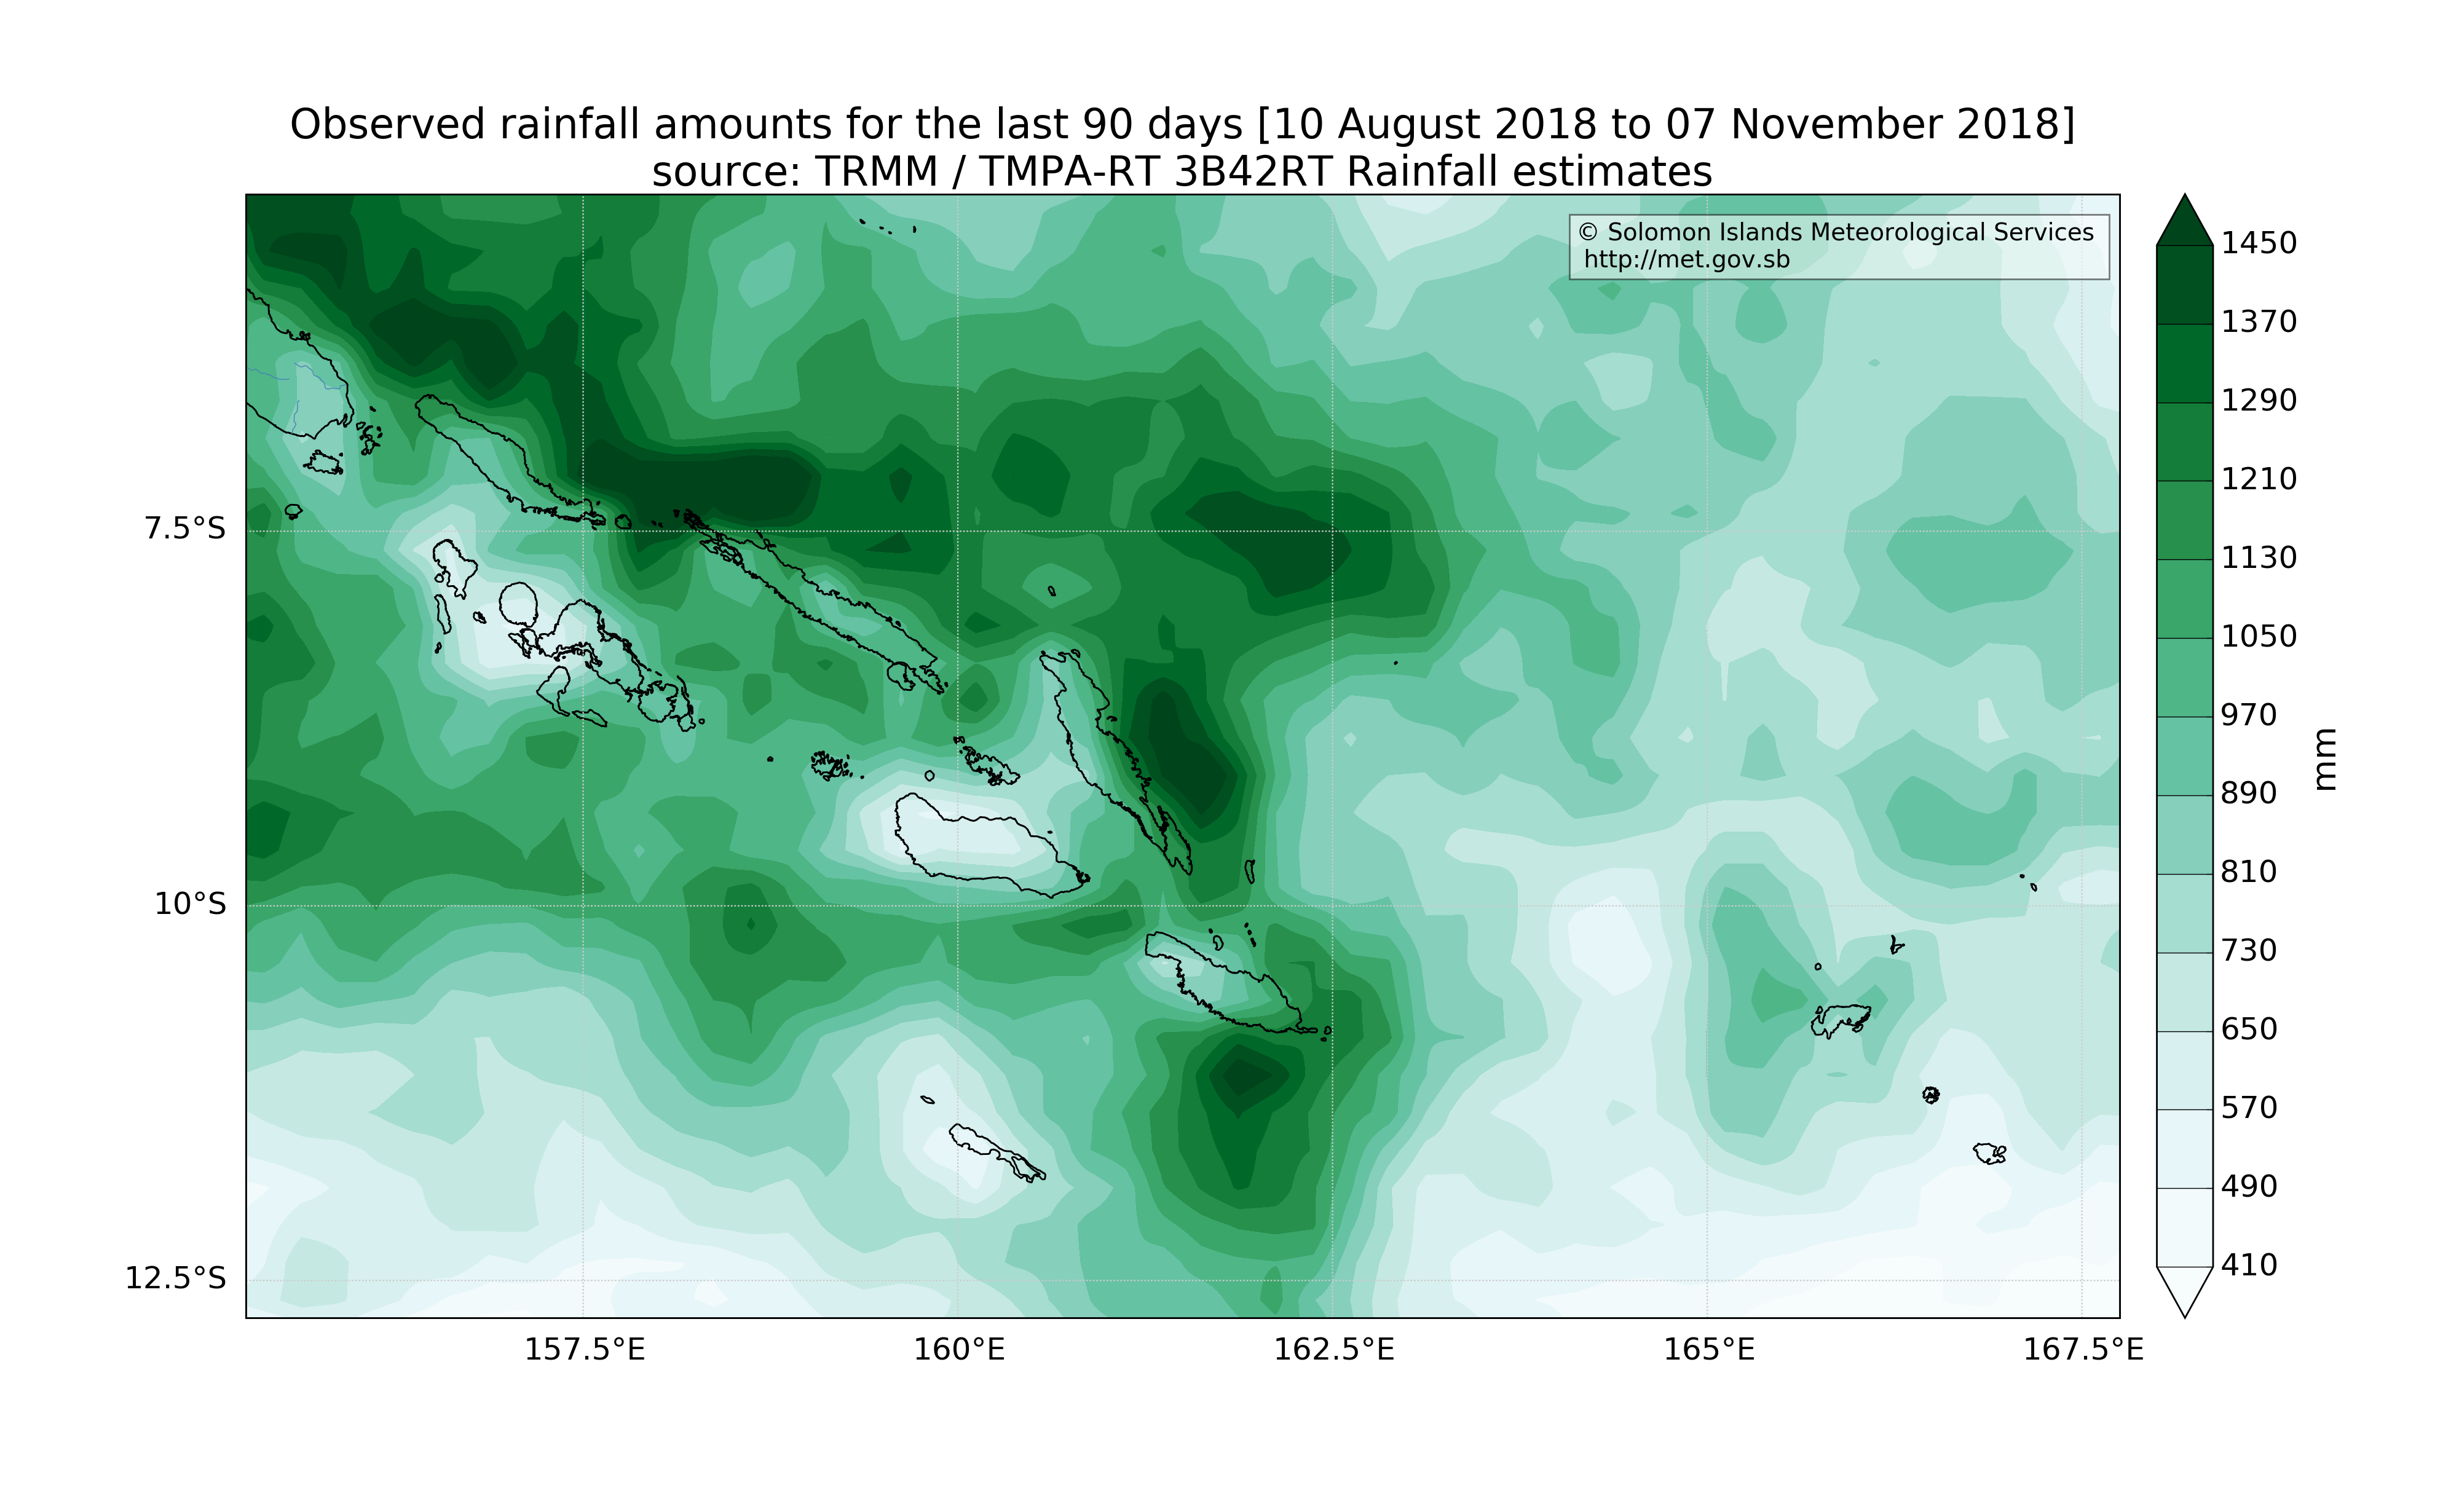 Observed rainfall amounts for the last 90 days [10 August 2018 to 07 November 2018]
source: TRMM / TMPA-RT 3B42RT Rainfall estimates
© Solomon Islands Meteorological Services
http://met.gov.sb
7.5°S
10°S
12.5°S
157.5°E
160°E
162.5°E
165°E
167.5°E
1450
1370
1290
1210
1130
1050
970
890
810
730
650
570
490
410
mm